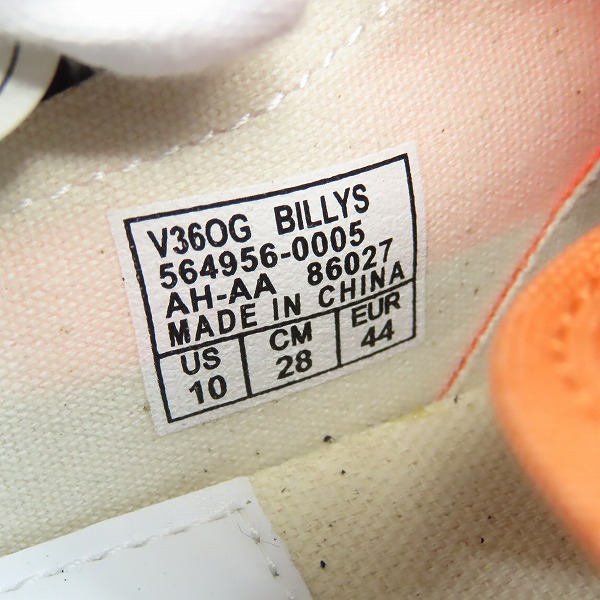 V36OG BILLYS
564956-0005
AH-AA 86027
MADE IN CHINA
US CM EUR
10 28 44